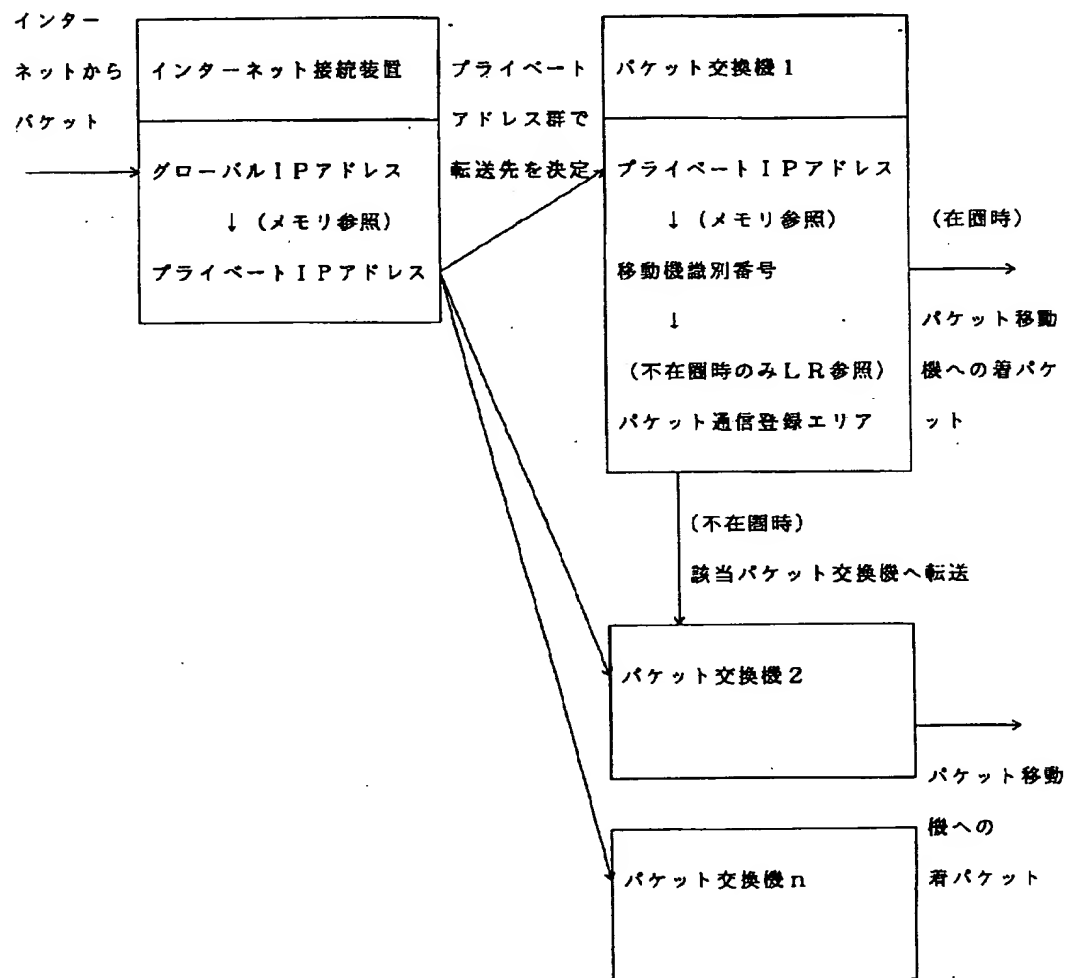 インター
ネットから
パケット
インターネット接統装置
グローバルIPアドレス
↓(メモリ参照)
プライベートIPアドレス
プライベート
アドレス群で
転送先を決定
パケット交換機1
プライベートIPアドレス
↓(メモリ参照)
移動機識別番号
↓
(不在圏時のみLR参照)
パケット通信登録エリア
(在圏時)
パケット移動
機への着パケ
ット
(不在圏時)
該当パケット交換機へ転送
パケット交換機2
パケット移動
機への
着パケット
パケット交換機n